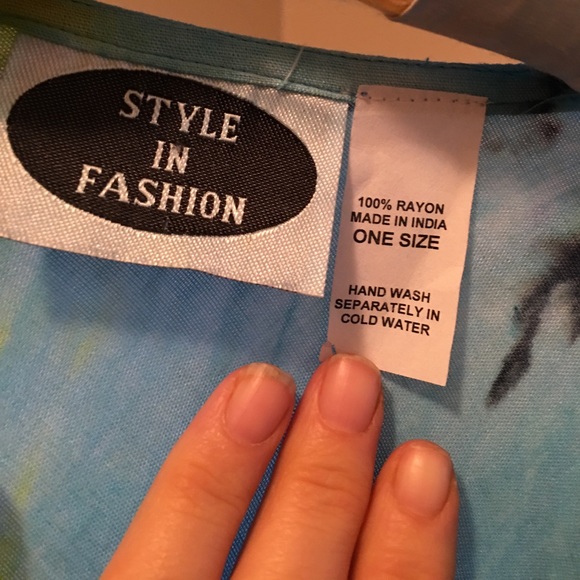 STYLE
IN
FASHION
100% RAYON
MADE IN INDIA
ONE SIZE
HAND WASH
SEPARATELY IN
COLD WATER